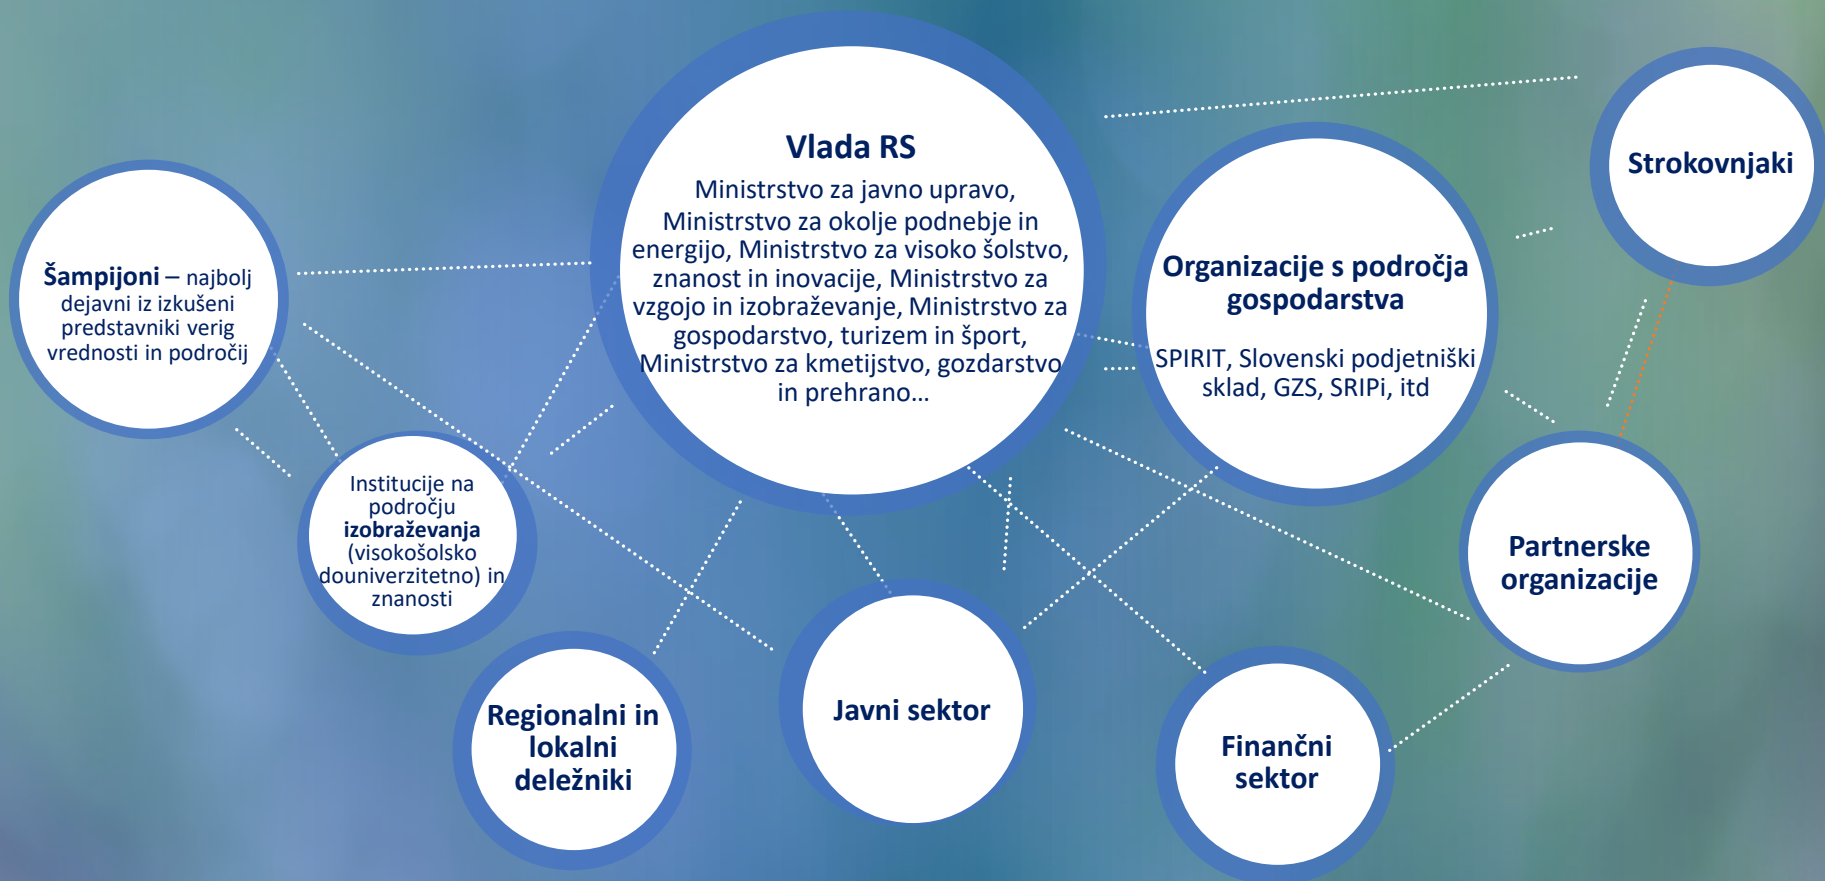 Vlada RS
Ministrstvo za javno upravo,
Ministrstvo za okolje podnebje in
energijo, Ministrstvo za visoko šolstvo,
znanost in inovacije, Ministrstvo za
vzgojo in izobraževanje, Ministrstvo za
gospodarstvo, turizem in šport,
Ministrstvo za kmetijstvo, gozdarstvo
in prehrano...
Strokovnjaki
Šampijoni – najbolj
dejavni iz izkušeni
predstavniki verig
vrednosti in področij
Organizacije s področja
gospodarstva
SPIRIT, Slovenski podjetniški
sklad, GZS, SRIPi, itd
Institucije na
področju
izobraževanja
(visokošolsko
douniverzitetno) in
znanosti
Partnerske
organizacije
Regionalni in
lokalni
deležniki
Javni sektor
Finančni
sektor